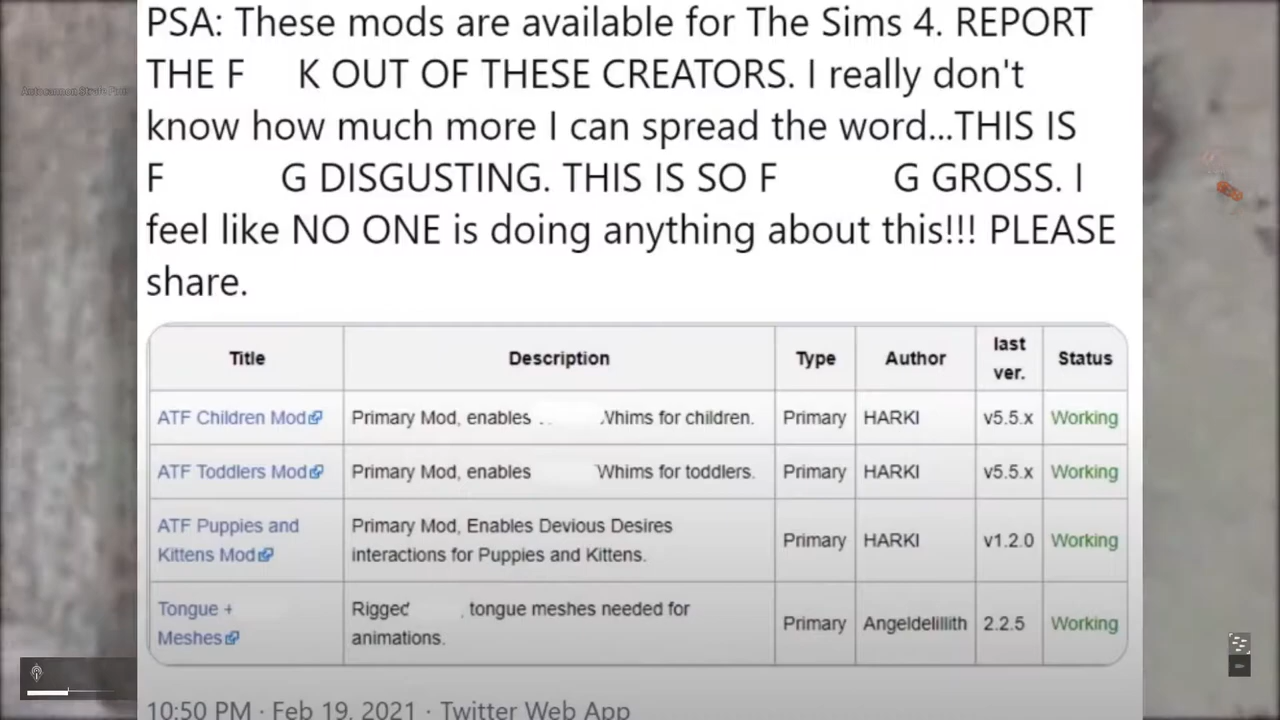 PSA: These mods are available for The Sims 4. REPORT
THE F K OUT OF THESE CREATORS. I really don't
know how much more I can spread the word...THIS IS
F G DISGUSTING. THIS IS SO F G GROSS. I
feel like NO ONE is doing anything about this!!! PLEASE
share.
Title Description Type Author last ver. Status
ATF Children Mod Primary Mod, enables Whims for children. Primary HARKI v5.5.x Working
ATF Toddlers Mod Primary Mod, enables Whims for toddlers. Primary HARKI v5.5.x Working
ATF Puppies and Kittens Mod Primary Mod, Enables Devious Desires interactions for Puppies and Kittens. Primary HARKI v1.2.0 Working
Tongue + Meshes Rigged tongue meshes needed for animations. Primary Angeldelillith 2.2.5 Working
10:50 PM · Feb 19, 2021 · Twitter Web App